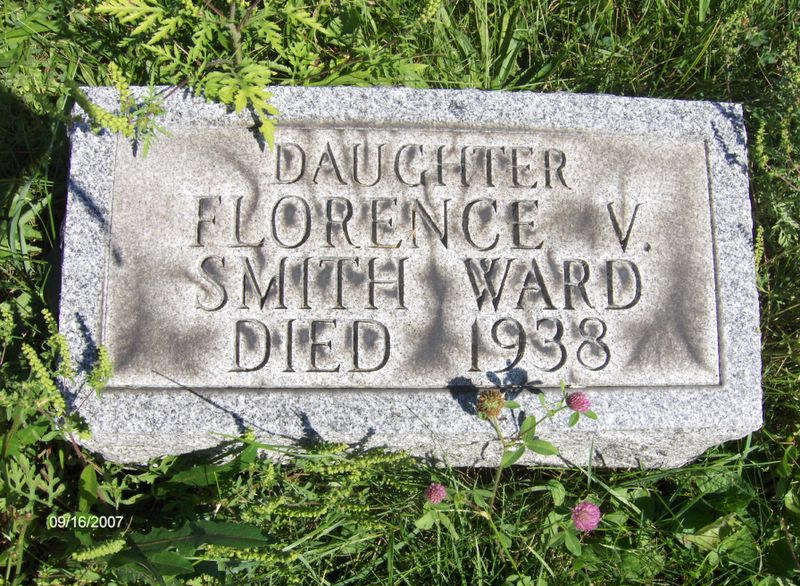 DAUGHTER
FLORENCE V.
SMITH WARD
DIED 1938
09/16/2007